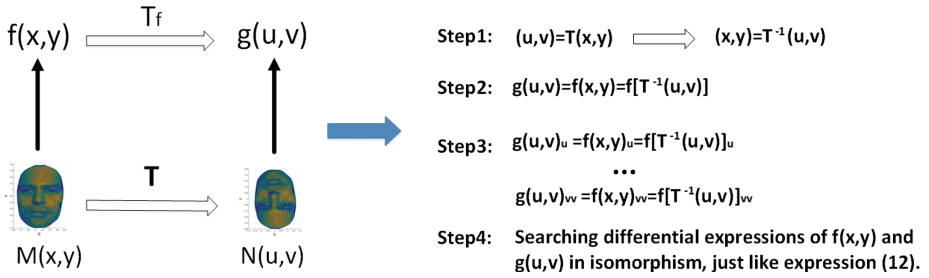 T_f
f(x,y) g(u,v)
T
M(x,y) N(u,v)
Step1: (u,v)=T(x,y) (x,y)=T⁻¹(u,v)
Step2: g(u,v)=f(x,y)=f[T⁻¹(u,v)]
Step3: g(u,v)ᵤ =f(x,y)ᵤ=f[T⁻¹(u,v)]ᵤ
...
g(u,v)ᵥᵥ =f(x,y)ᵥᵥ=f[T⁻¹(u,v)]ᵥᵥ
Step4: Searching differential expressions of f(x,y) and
g(u,v) in isomorphism, just like expression (12).